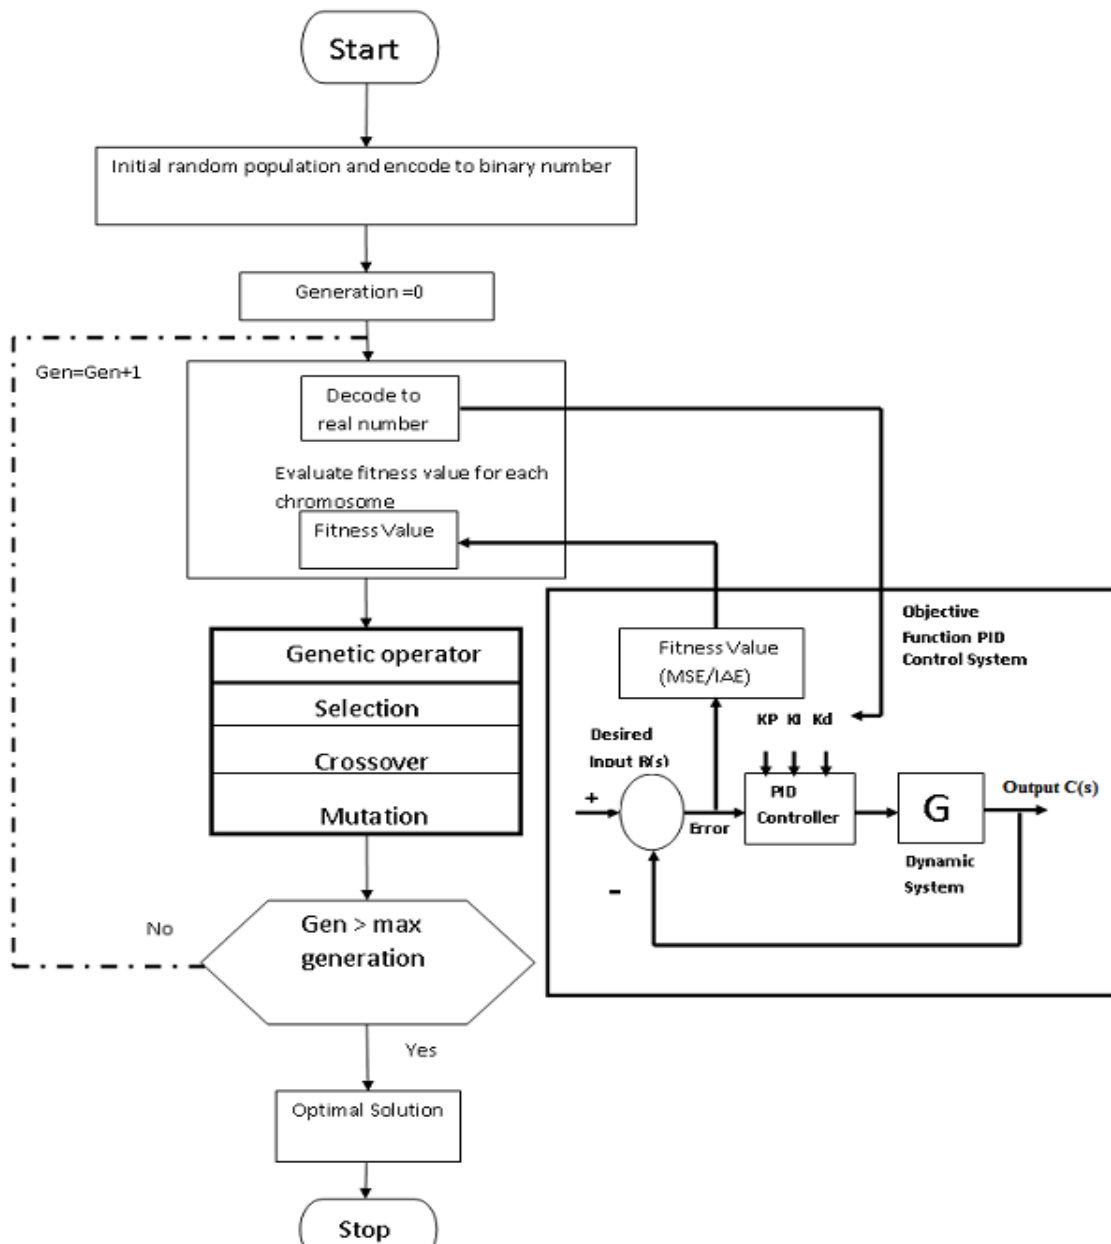 Start
Initial random population and encode to binary number
Generation =0
Gen=Gen+1
Decode to
real number
Evaluate fitness value for each
chromosome
Fitness Value
Genetic operator
Selection
Crossover
Mutation
No
Gen > max
generation
Yes
Optimal Solution
Stop
Objective
Function PID
Control System
Fitness Value
(MSE/IAE)
KP KI Kd
Desired
Input R(s)
+
Error
PID
Controller
G
Output C(s)
Dynamic
System
-